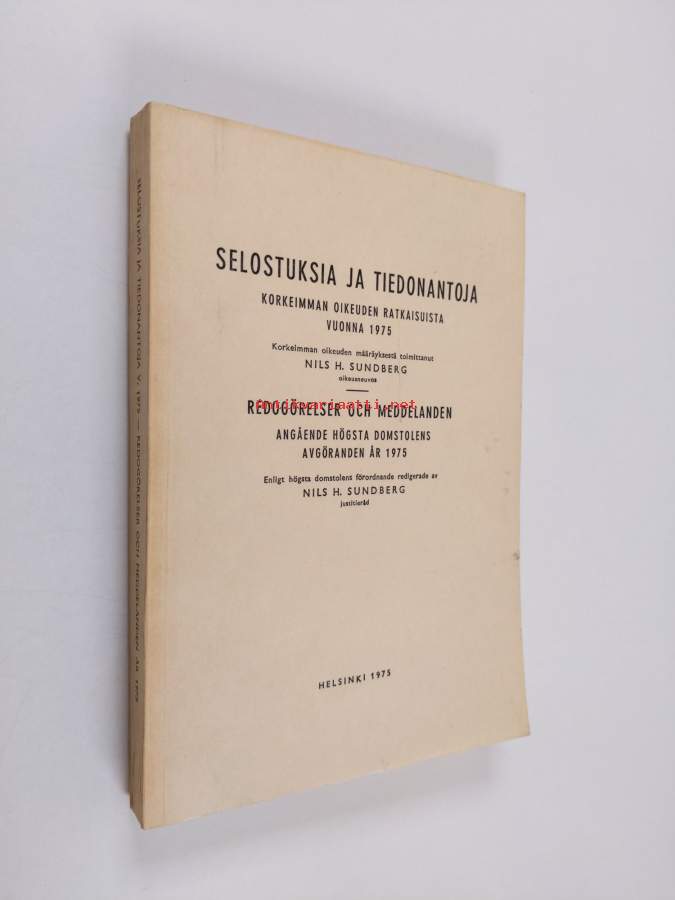 SELOSTUKSIA JA TIEDONANTOJA
KORKEIMMAN OIKEUDEN RATKAISUISTA
VUONNA 1975
Korkeimman oikeuden määräyksestä toimittanut
NILS H. SUNDBERG
oikeusneuvos
antikvariaatti.net
REDOGÖRELSER OCH MEDDELANDEN
ANGÅENDE HÖGSTA DOMSTOLENS
AVGÖRANDEN ÅR 1975
Enligt högsta domstolens förordnande redigerade av
NILS H. SUNDBERG
justitieråd
HELSINKI 1975
SELOSTUKSIA JA TIEDONANTOJA V. 1975 — REDOGÖRELSER OCH MEDDELANDEN ÅR 1975